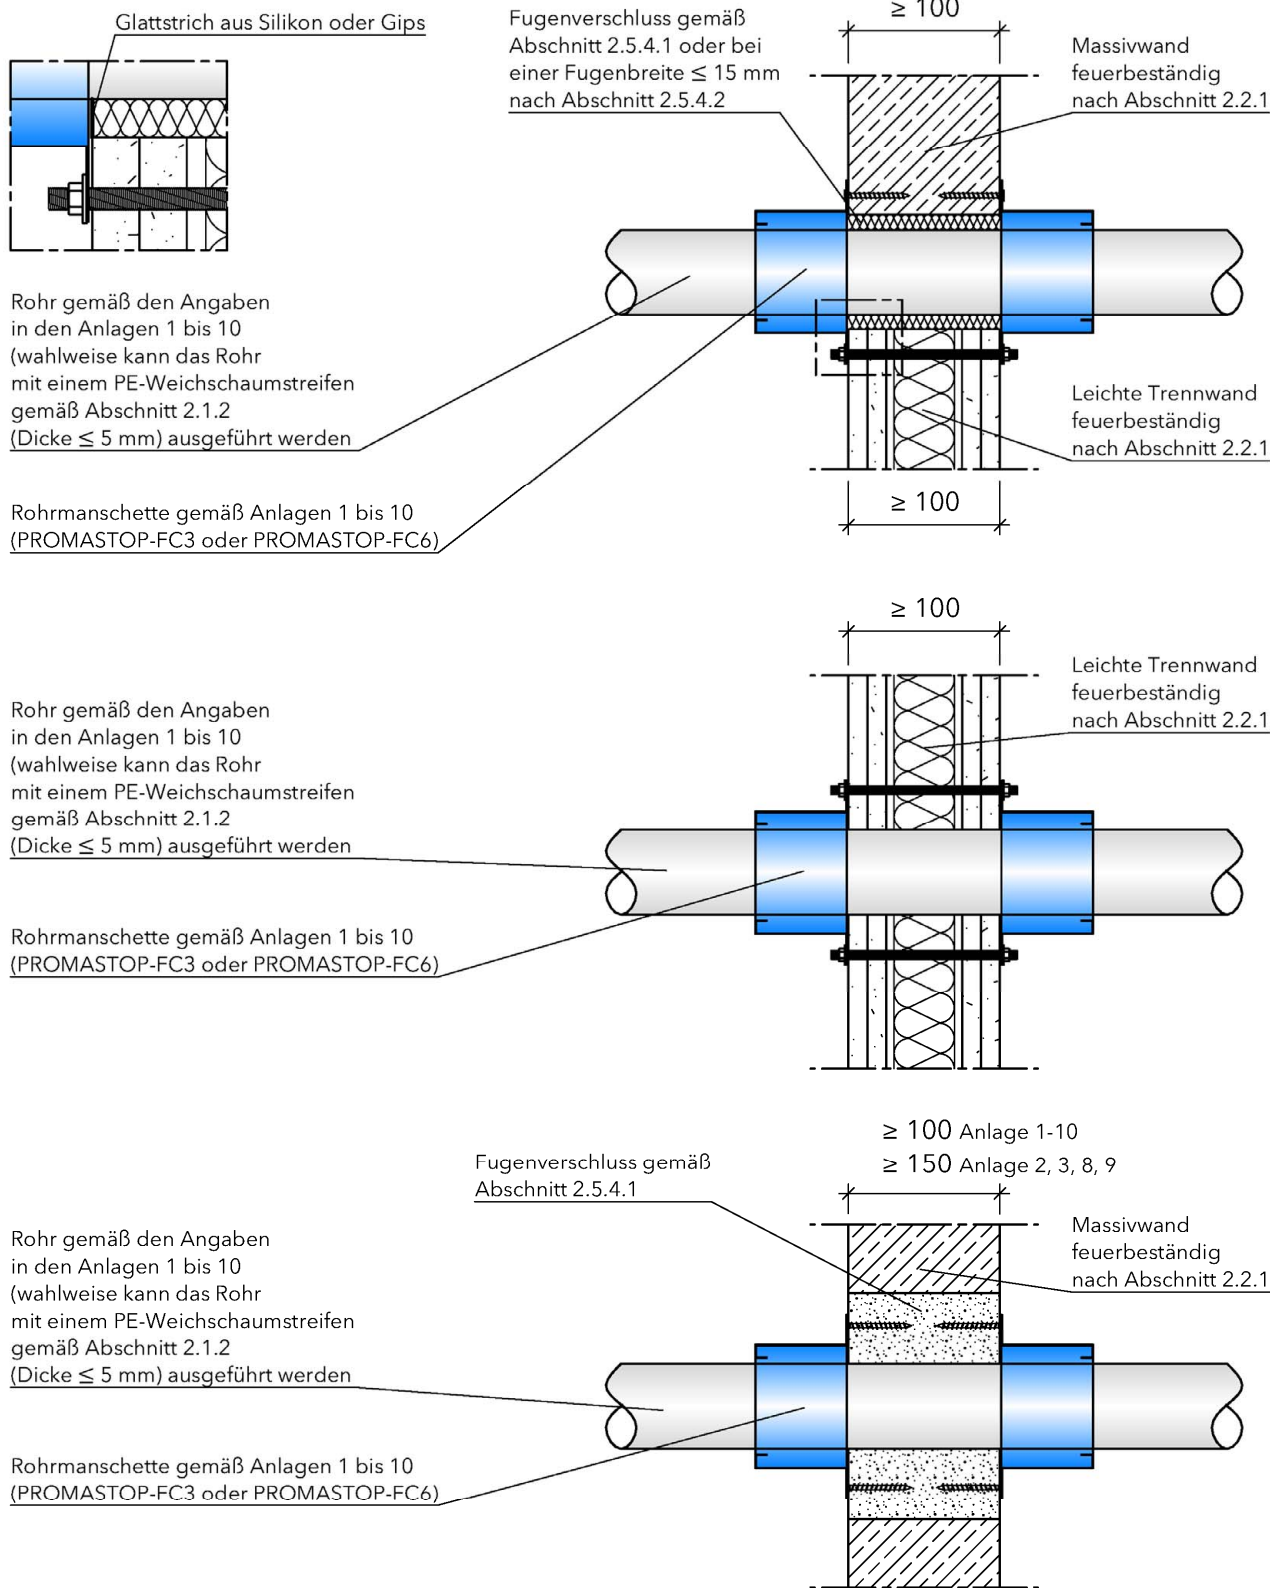 Glattstrich aus Silikon oder Gips
Fugenverschluss gemäß
Abschnitt 2.5.4.1 oder bei
einer Fugenbreite ≤ 15 mm
nach Abschnitt 2.5.4.2
≥ 100
Massivwand
feuerbeständig
nach Abschnitt 2.2.1
Rohr gemäß den Angaben
in den Anlagen 1 bis 10
(wahlweise kann das Rohr
mit einem PE-Weichschaumstreifen
gemäß Abschnitt 2.1.2
(Dicke ≤ 5 mm) ausgeführt werden
Leichte Trennwand
feuerbeständig
nach Abschnitt 2.2.1
Rohrmanschette gemäß Anlagen 1 bis 10
(PROMASTOP-FC3 oder PROMASTOP-FC6)
≥ 100
≥ 100
Leichte Trennwand
feuerbeständig
nach Abschnitt 2.2.1
Rohr gemäß den Angaben
in den Anlagen 1 bis 10
(wahlweise kann das Rohr
mit einem PE-Weichschaumstreifen
gemäß Abschnitt 2.1.2
(Dicke ≤ 5 mm) ausgeführt werden
Rohrmanschette gemäß Anlagen 1 bis 10
(PROMASTOP-FC3 oder PROMASTOP-FC6)
≥ 100 Anlage 1-10
≥ 150 Anlage 2, 3, 8, 9
Fugenverschluss gemäß
Abschnitt 2.5.4.1
Massivwand
feuerbeständig
nach Abschnitt 2.2.1
Rohr gemäß den Angaben
in den Anlagen 1 bis 10
(wahlweise kann das Rohr
mit einem PE-Weichschaumstreifen
gemäß Abschnitt 2.1.2
(Dicke ≤ 5 mm) ausgeführt werden
Rohrmanschette gemäß Anlagen 1 bis 10
(PROMASTOP-FC3 oder PROMASTOP-FC6)